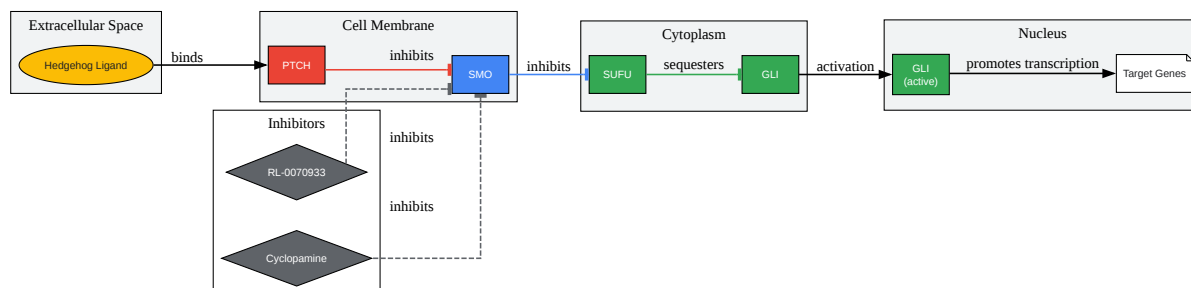 Extracellular Space
Hedgehog Ligand
binds
Cell Membrane
PTCH
inhibits
SMO
inhibits
Cytoplasm
SUFU
sequesters
GLI
activation
Nucleus
GLI
(active)
promotes transcription
Target Genes
Inhibitors
RL-0070933
inhibits
Cyclopamine
inhibits